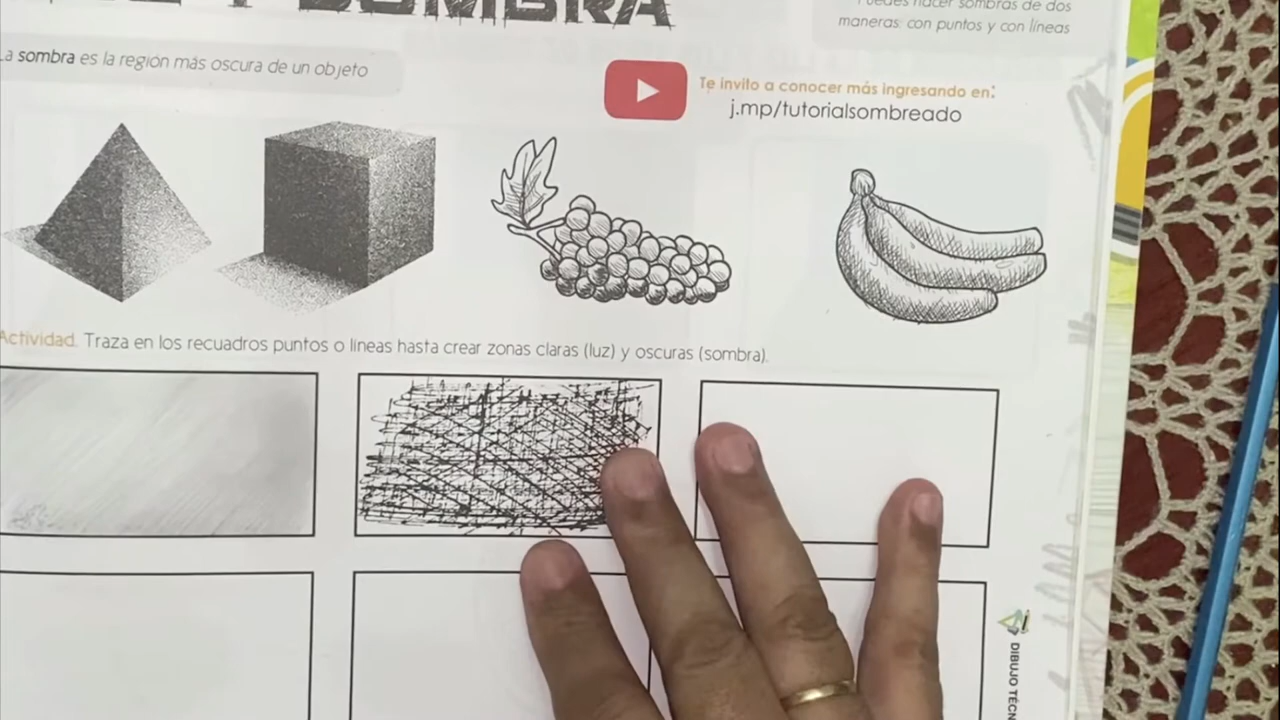 Y SOMBRA
Puedes hacer sombras de dos
maneras: con puntos y con líneas
La sombra es la región más oscura de un objeto
Te invito a conocer más ingresando en:
j.mp/tutorialsombreado
Actividad. Traza en los recuadros puntos o líneas hasta crear zonas claras (luz) y oscuras (sombra).
DIBUJO